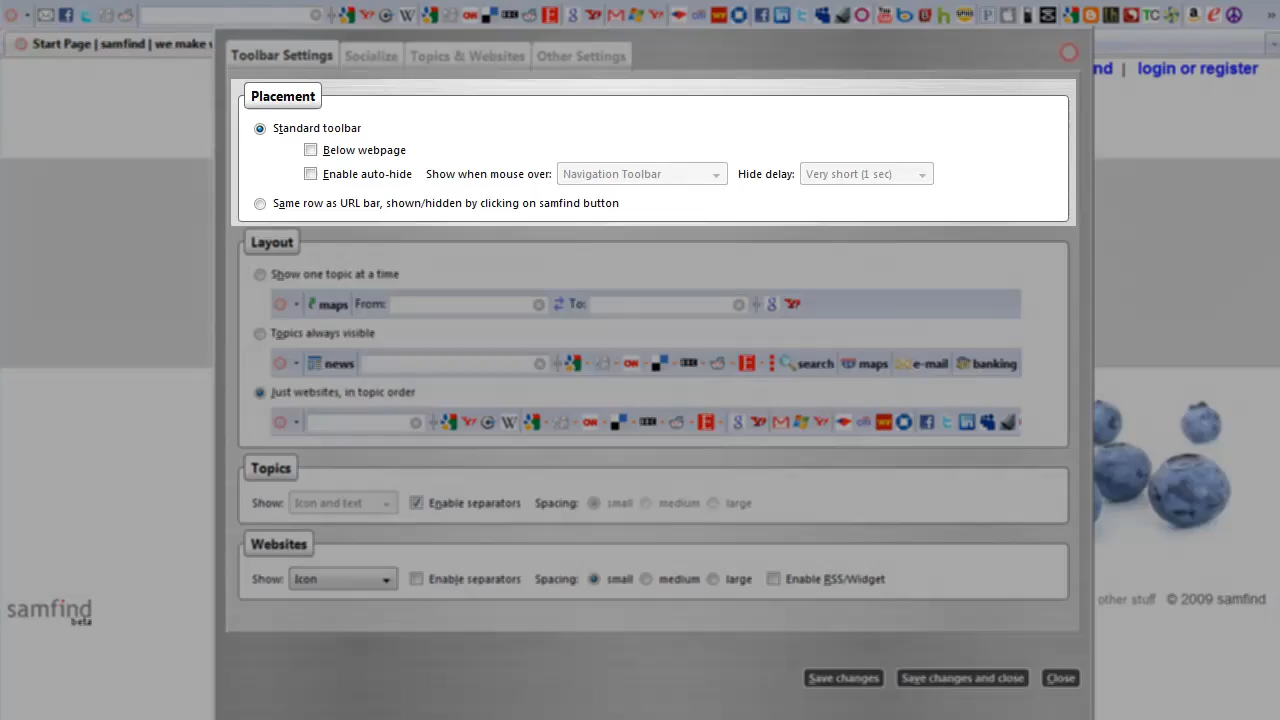 Start Page | samfind | we make
nd | login or register
Toolbar Settings Socialize Topics & Websites Other Settings
Placement
Standard toolbar
Below webpage
Enable auto-hide Show when mouse over: Navigation Toolbar Hide delay: Very short (1 sec)
Same row as URL bar, shown/hidden by clicking on samfind button
Layout
Show one topic at a time
maps From: To:
Topics always visible
news search maps e-mail banking
Just websites, in topic order
Topics
Show: Icon and text Enable separators Spacing: small medium large
Websites
Show: Icon Enable separators Spacing: small medium large Enable RSS/Widget
samfind
beta
other stuff © 2009 samfind
Save changes Save changes and close Close